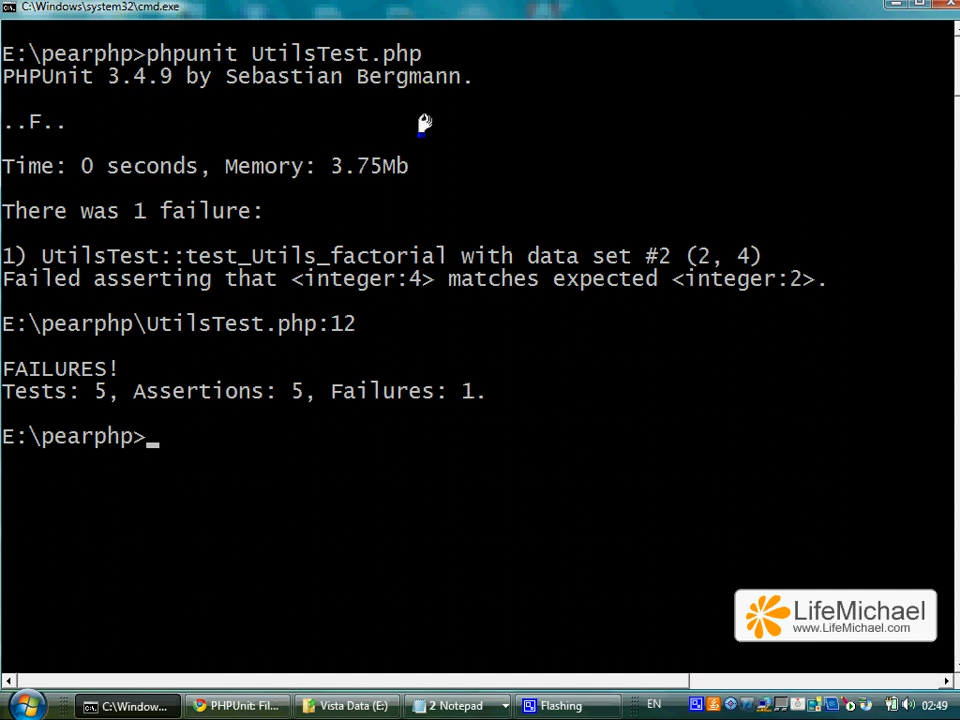 C:\Windows\system32\cmd.exe
E:\pearphp>phpunit UtilsTest.php
PHPUnit 3.4.9 by Sebastian Bergmann.
..F..
Time: 0 seconds, Memory: 3.75Mb
There was 1 failure:
1) UtilsTest::test_Utils_factorial with data set #2 (2, 4)
Failed asserting that <integer:4> matches expected <integer:2>.
E:\pearphp\UtilsTest.php:12
FAILURES!
Tests: 5, Assertions: 5, Failures: 1.
E:\pearphp>_
LifeMichael
www.LifeMichael.com
C:\Window... PHPUnit: Fil... Vista Data (E:) 2 Notepad Flashing EN 02:49